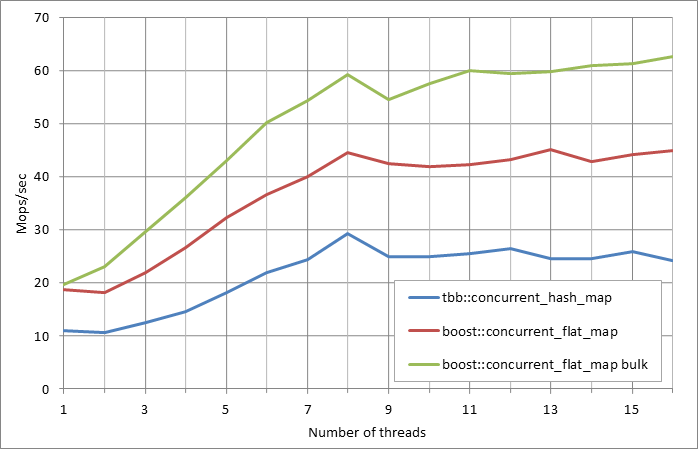 70
60
50
40
30
20
10
0
Mops/sec
tbb::concurrent_hash_map
boost::concurrent_flat_map
boost::concurrent_flat_map bulk
1 3 5 7 9 11 13 15
Number of threads